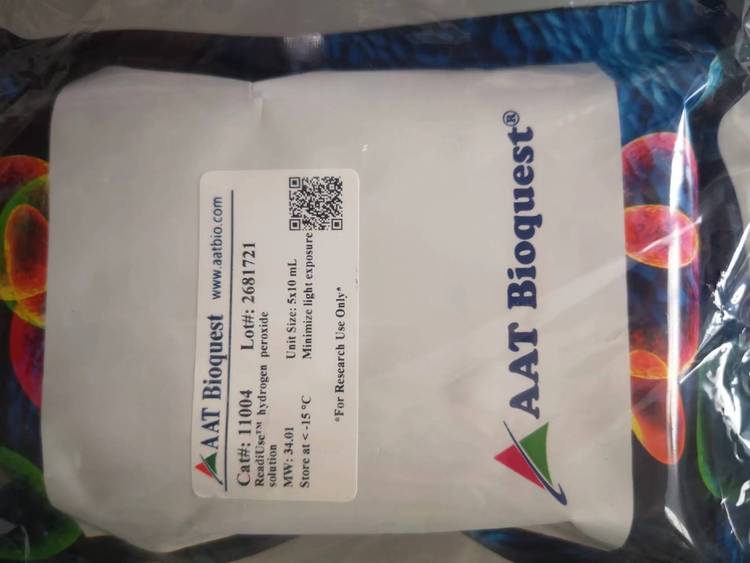 AAT Bioquest www.aatbio.com
Cat#: 11004 Lot#: 2681721
ReadiUse™ hydrogen peroxide
solution
MW: 34.01 Unit Size: 5x10 mL
Store at < -15 °C Minimize light exposure
*For Research Use Only*
AAT Bioquest®